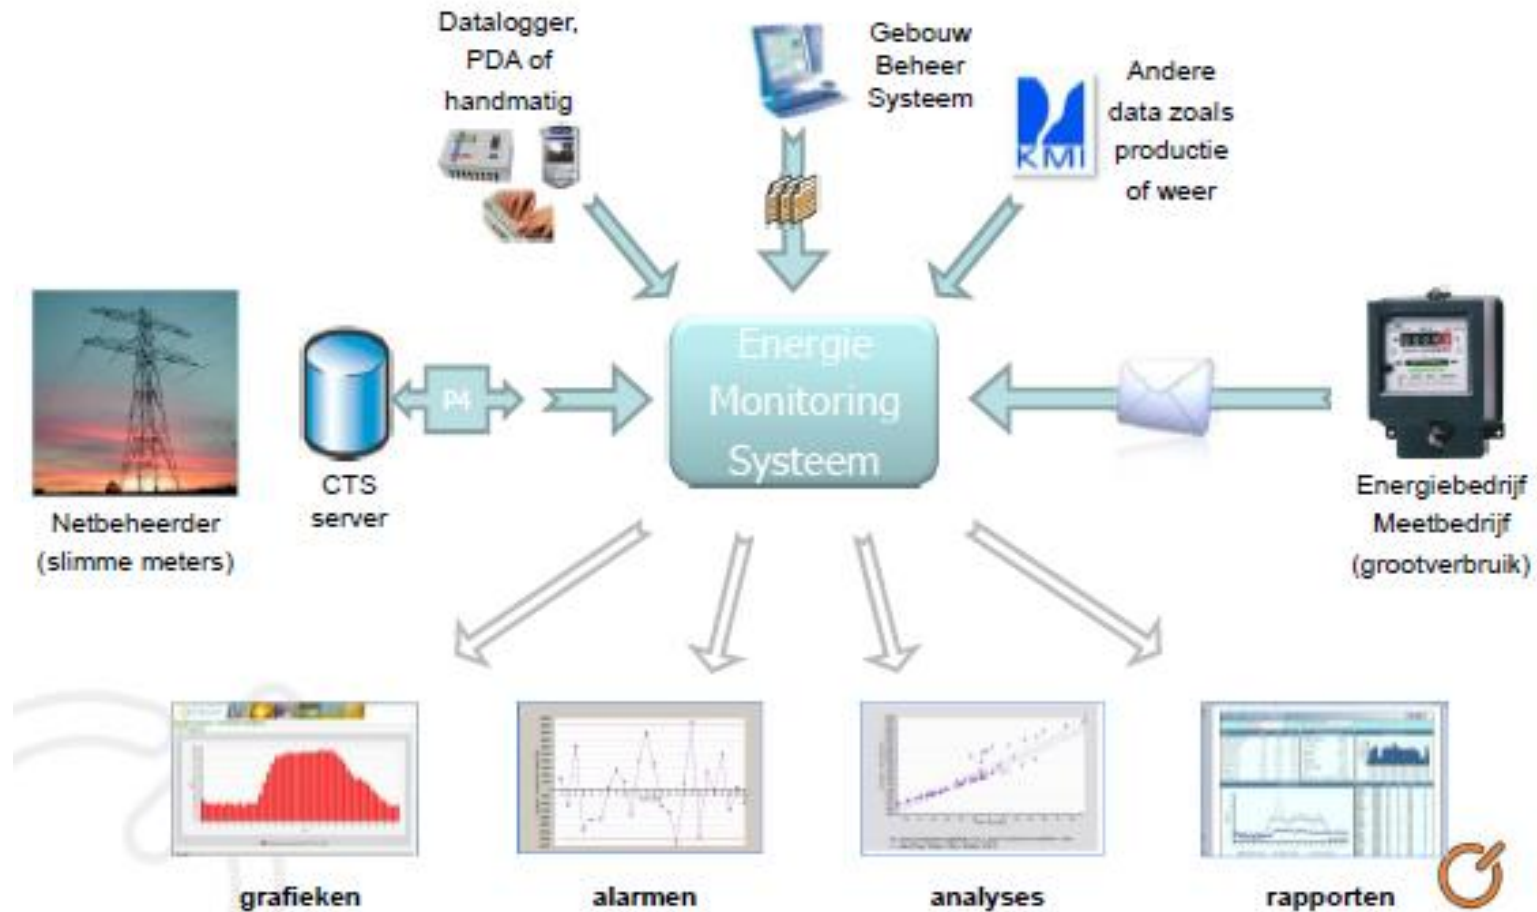 Datalogger,
PDA of
handmatig
Gebouw
Beheer
Systeem
KMI
Andere
data zoals
productie
of weer
Netbeheerder
(slimme meters)
CTS
server
P4
Energie
Monitoring
Systeem
Energiebedrijf
Meetbedrijf
(grootverbruik)
grafieken
alarmen
analyses
rapporten